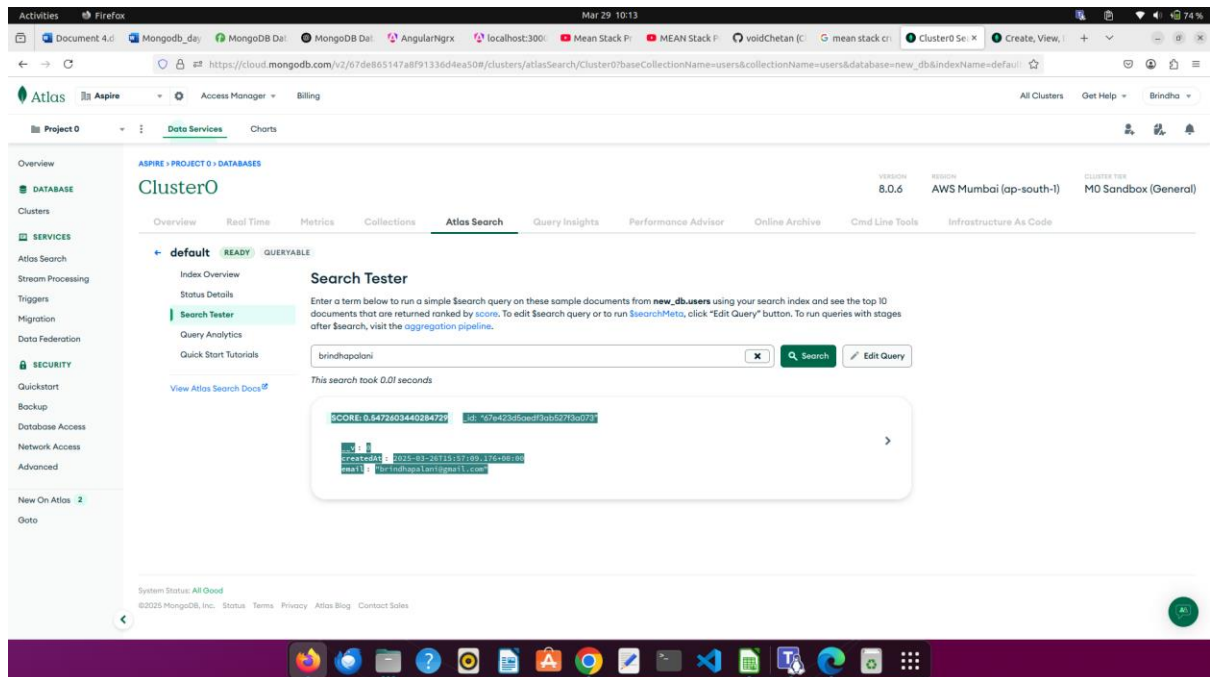 Activities Firefox Mar 29 10:13 74 %
Document 4.d Mongodb_day MongoDB Dat MongoDB Dat AngularNgrx localhost:300 Mean Stack Pr MEAN Stack P voidChetan (C mean stack cru Cluster0 Se Create, View,
https://cloud.mongodb.com/v2/67de865147a8f91336d4ea50#/clusters/atlasSearch/Cluster0?baseCollectionName=users&collectionName=users&database=new_db&indexName=defaul
Atlas Aspire Access Manager Billing All Clusters Get Help Brindha
Project 0 Data Services Charts
Overview
DATABASE
Clusters
SERVICES
Atlas Search
Stream Processing
Triggers
Migration
Data Federation
SECURITY
Quickstart
Backup
Database Access
Network Access
Advanced
New On Atlas 2
Goto
ASPIRE > PROJECT 0 > DATABASES
Cluster0
VERSION
8.0.6
REGION
AWS Mumbai (ap-south-1)
CLUSTER TIER
M0 Sandbox (General)
Overview Real Time Metrics Collections Atlas Search Query Insights Performance Advisor Online Archive Cmd Line Tools Infrastructure As Code
default READY QUERYABLE
Index Overview
Status Details
Search Tester
Query Analytics
Quick Start Tutorials
View Atlas Search Docs
Search Tester
Enter a term below to run a simple $search query on these sample documents from new_db.users using your search index and see the top 10
documents that are returned ranked by score. To edit $search query or to run $searchMeta, click "Edit Query" button. To run queries with stages
after $search, visit the aggregation pipeline.
brindhapalani Search Edit Query
This search took 0.01 seconds
SCORE: 0.5472603440284729 _id: "67e423d5aedf3ab527f3a073"
__v : 0
createdAt : 2025-03-26T15:57:09.176+00:00
email : "brindhapalani@gmail.com"
System Status: All Good
©2025 MongoDB, Inc. Status Terms Privacy Atlas Blog Contact Sales